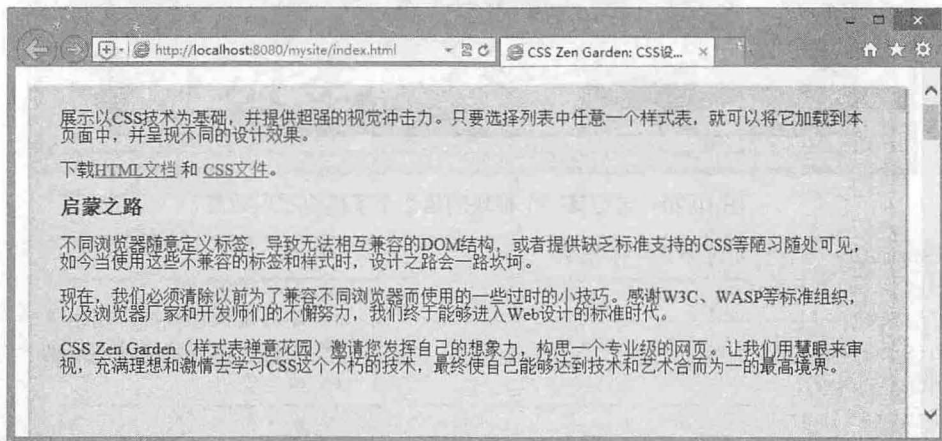 http://localhost:8080/mysite/index.html
CSS Zen Garden: CSS设...
展示以CSS技术为基础，并提供超强的视觉冲击力。只要选择列表中任意一个样式表，就可以将它加载到本
页面中，并呈现不同的设计效果。
下载HTML文档 和 CSS文件。
启蒙之路
不同浏览器随意定义标签，导致无法相互兼容的DOM结构，或者提供缺乏标准支持的CSS等陋习随处可见，
如今当使用这些不兼容的标签和样式时，设计之路会一路坎坷。
现在，我们必须清除以前为了兼容不同浏览器而使用的一些过时的小技巧。感谢W3C、WASP等标准组织，
以及浏览器厂家和开发师们的不懈努力，我们终于能够进入Web设计的标准时代。
CSS Zen Garden（样式表禅意花园）邀请您发挥自己的想象力，构思一个专业级的网页。让我们用慧眼来审
视，充满理想和激情去学习CSS这个不朽的技术，最终使自己能够达到技术和艺术合而为一的最高境界。